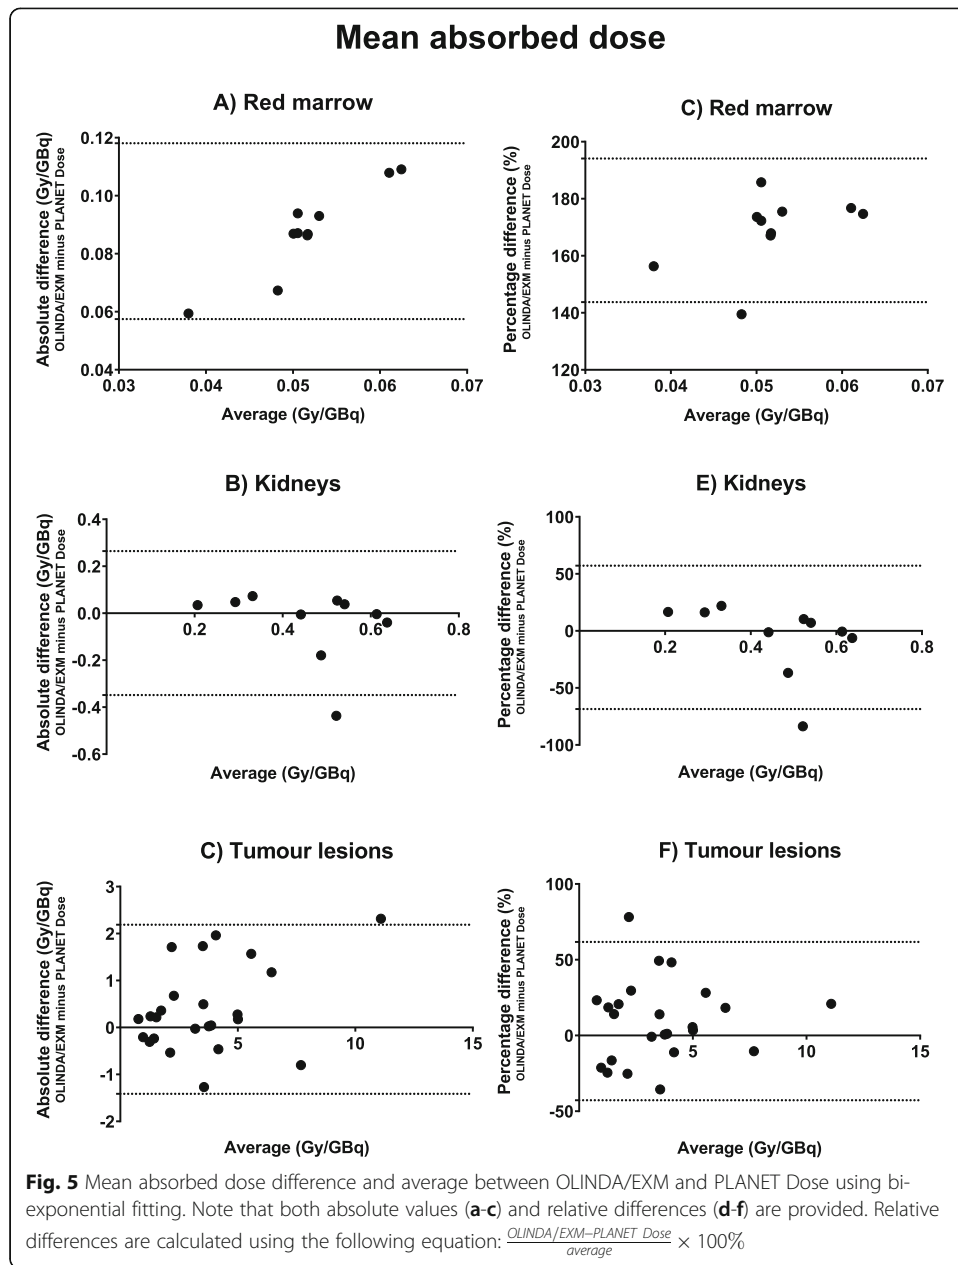 Mean absorbed dose
A) Red marrow
Absolute difference (Gy/GBq)
OLINDA/EXM minus PLANET Dose
0.12
0.10
0.08
0.06
0.04
0.03 0.04 0.05 0.06 0.07
Average (Gy/GBq)
C) Red marrow
Percentage difference (%)
OLINDA/EXM minus PLANET Dose
200
180
160
140
120
0.03 0.04 0.05 0.06 0.07
Average (Gy/GBq)
B) Kidneys
Absolute difference (Gy/GBq)
OLINDA/EXM minus PLANET Dose
0.4
0.2
0.0
-0.2
-0.4
-0.6
0.2 0.4 0.6 0.8
Average (Gy/GBq)
E) Kidneys
Percentage difference (%)
OLINDA/EXM minus PLANET Dose
100
50
0
-50
-100
0.2 0.4 0.6 0.8
Average (Gy/GBq)
C) Tumour lesions
Absolute difference (Gy/GBq)
OLINDA/EXM minus PLANET Dose
3
2
1
0
-1
-2
5 10 15
Average (Gy/GBq)
F) Tumour lesions
Percentage difference (%)
OLINDA/EXM minus PLANET Dose
100
50
0
-50
5 10 15
Average (Gy/GBq)
Fig. 5 Mean absorbed dose difference and average between OLINDA/EXM and PLANET Dose using bi-
exponential fitting. Note that both absolute values (a-c) and relative differences (d-f) are provided. Relative
differences are calculated using the following equation: OLINDA/EXM−PLANET Dose / average × 100%